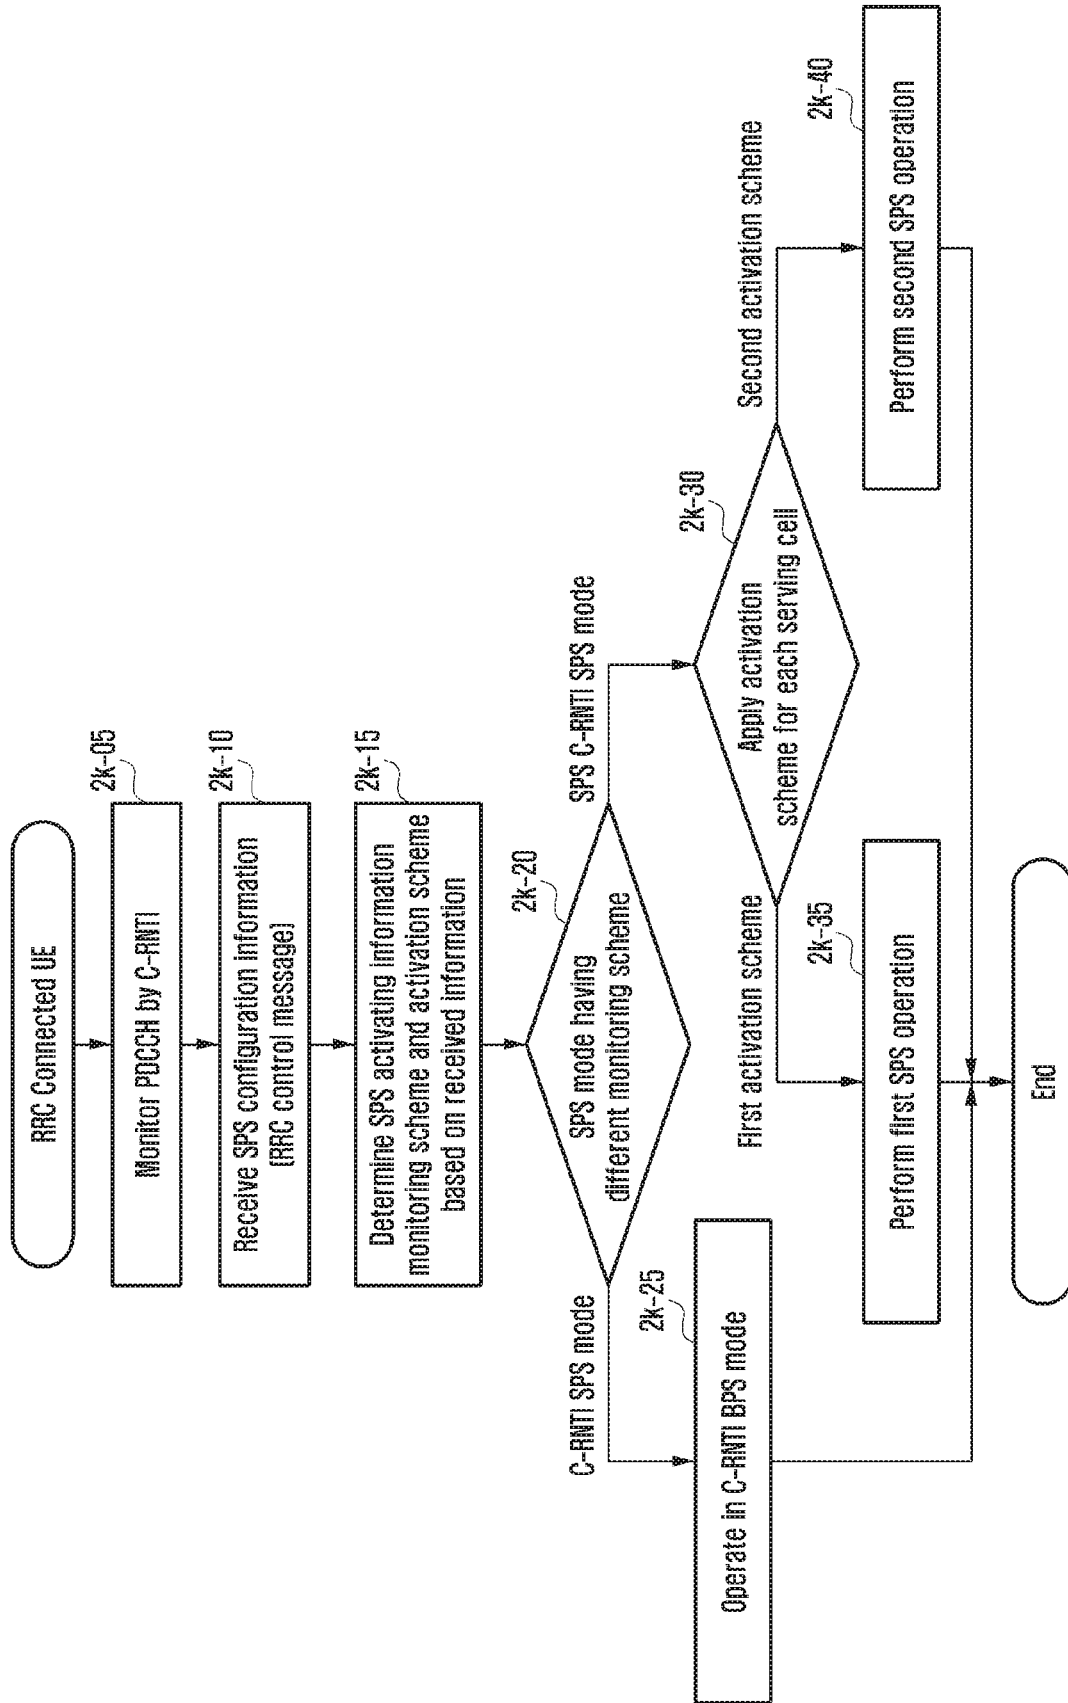 RRC Connected UE
2k-05
Monitor PDCCH by C-RNTI
2k-10
Receive SPS configuration information
(RRC control message)
2k-15
Determine SPS activating information
monitoring scheme and activation scheme
based on received information
2k-20
SPS mode having
different monitoring scheme
C-RNTI SPS mode
SPS C-RNTI SPS mode
2k-25
Operate in C-RNTI BPS mode
2k-30
Apply activation
scheme for each serving cell
First activation scheme
Second activation scheme
2k-35
Perform first SPS operation
2k-40
Perform second SPS operation
End